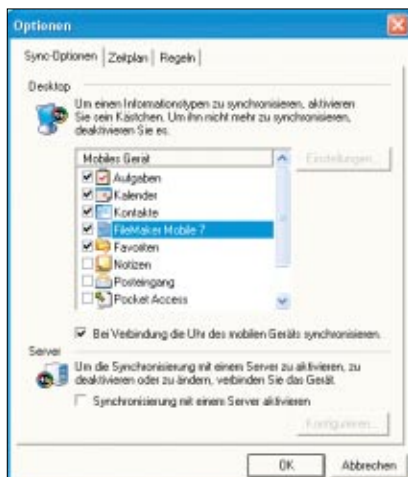 Optionen
Sync-Optionen
Zeitplan
Regeln
Desktop
Um einen Informationstypen zu synchronisieren, aktivieren
Sie sein Kästchen. Um ihn nicht mehr zu synchronisieren,
deaktivieren Sie es.
Mobiles Gerät
Einstellungen...
Aufgaben
Kalender
Kontakte
FileMaker Mobile 7
Favoriten
Notizen
Posteingang
Pocket Access
Bei Verbindung die Uhr des mobilen Geräts synchronisieren.
Server
Um die Synchronisierung mit einem Server zu aktivieren, zu
deaktivieren oder zu ändern, verbinden Sie das Gerät.
Synchronisierung mit einem Server aktivieren
Konfigurieren...
OK
Abbrechen